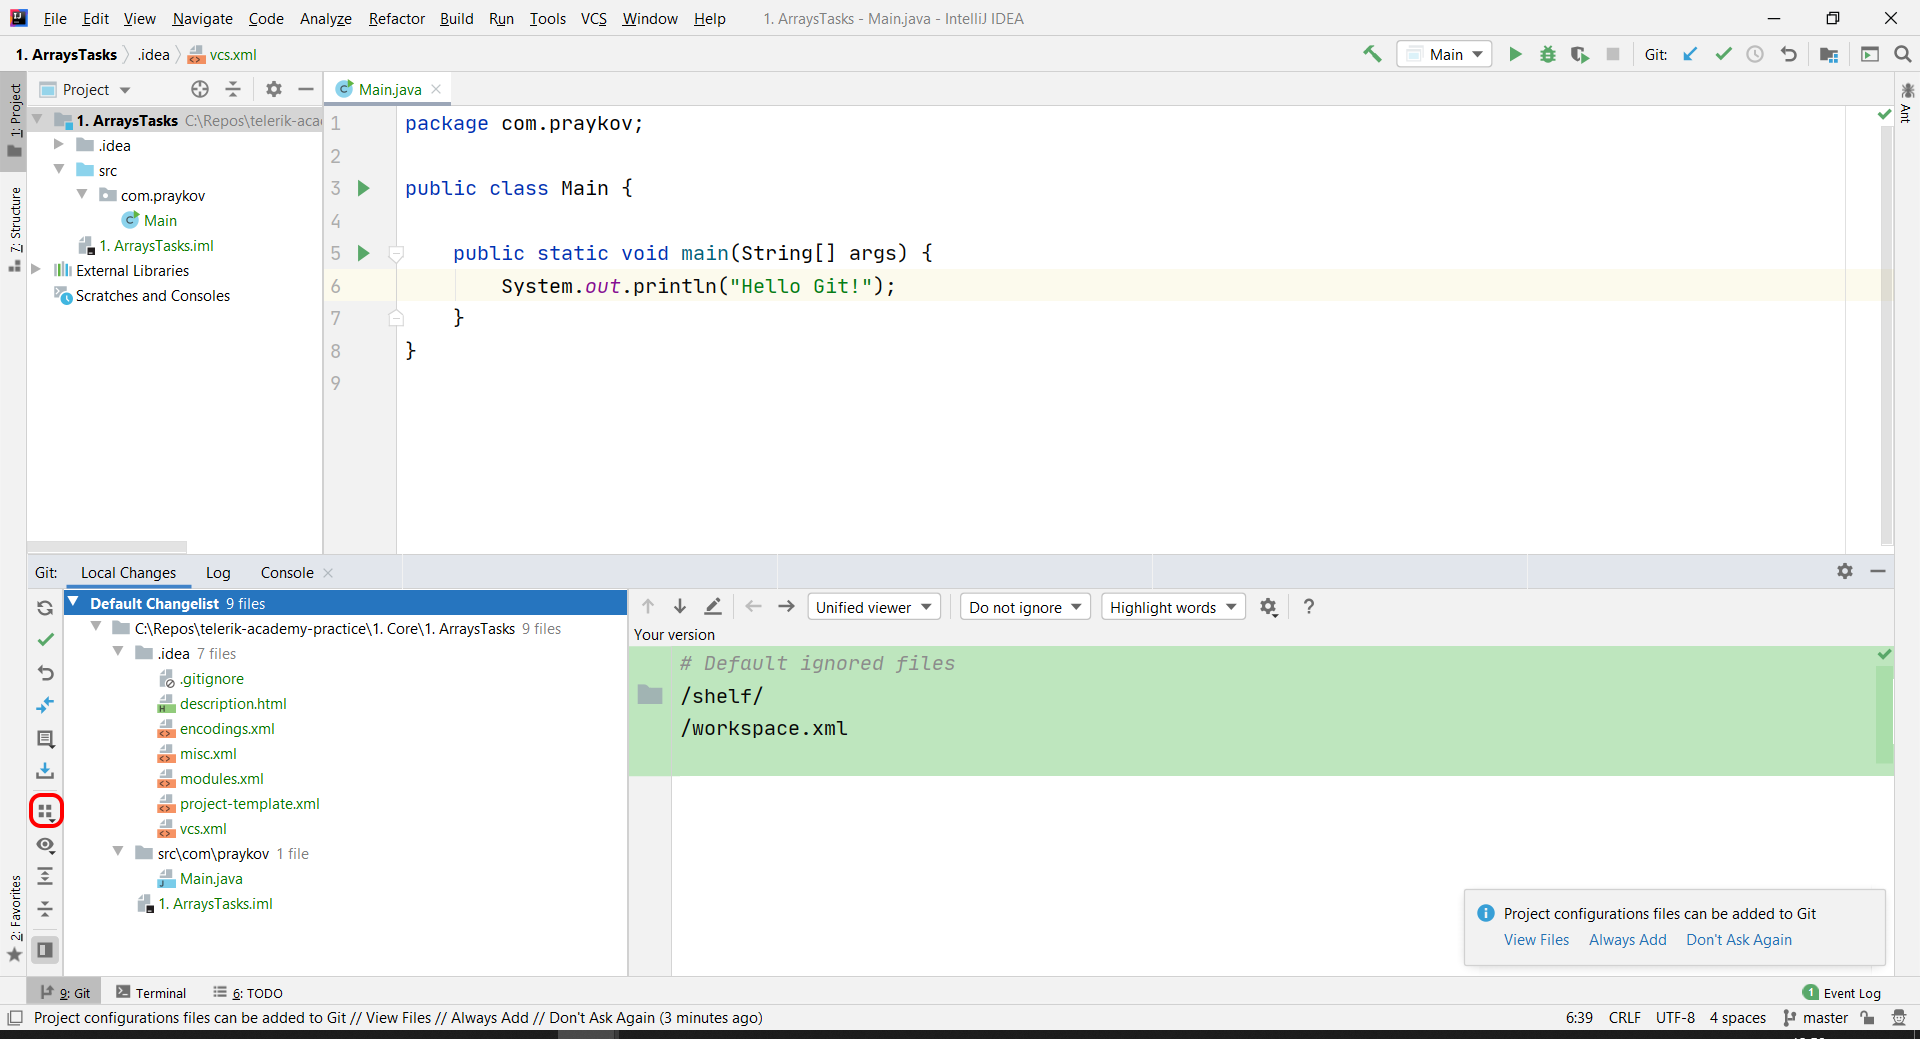 File Edit View Navigate Code Analyze Refactor Build Run Tools VCS Window Help 1. ArraysTasks - Main.java - IntelliJ IDEA
1. ArraysTasks .idea vcs.xml Main Git:
Project Main.java
1: Project
7: Structure
2: Favorites
Ant
1. ArraysTasks C:\Repos\telerik-aca
.idea
src
com.praykov
Main
1. ArraysTasks.iml
External Libraries
Scratches and Consoles
1 package com.praykov;
2
3 public class Main {
4
5 public static void main(String[] args) {
6 System.out.println("Hello Git!");
7 }
8 }
9
Git: Local Changes Log Console
Default Changelist 9 files
C:\Repos\telerik-academy-practice\1. Core\1. ArraysTasks 9 files
.idea 7 files
.gitignore
description.html
encodings.xml
misc.xml
modules.xml
project-template.xml
vcs.xml
src\com\praykov 1 file
Main.java
1. ArraysTasks.iml
Unified viewer Do not ignore Highlight words ?
Your version
# Default ignored files
/shelf/
/workspace.xml
Project configurations files can be added to Git
View Files Always Add Don't Ask Again
9: Git Terminal 6: TODO 1 Event Log
Project configurations files can be added to Git // View Files // Always Add // Don't Ask Again (3 minutes ago) 6:39 CRLF UTF-8 4 spaces master